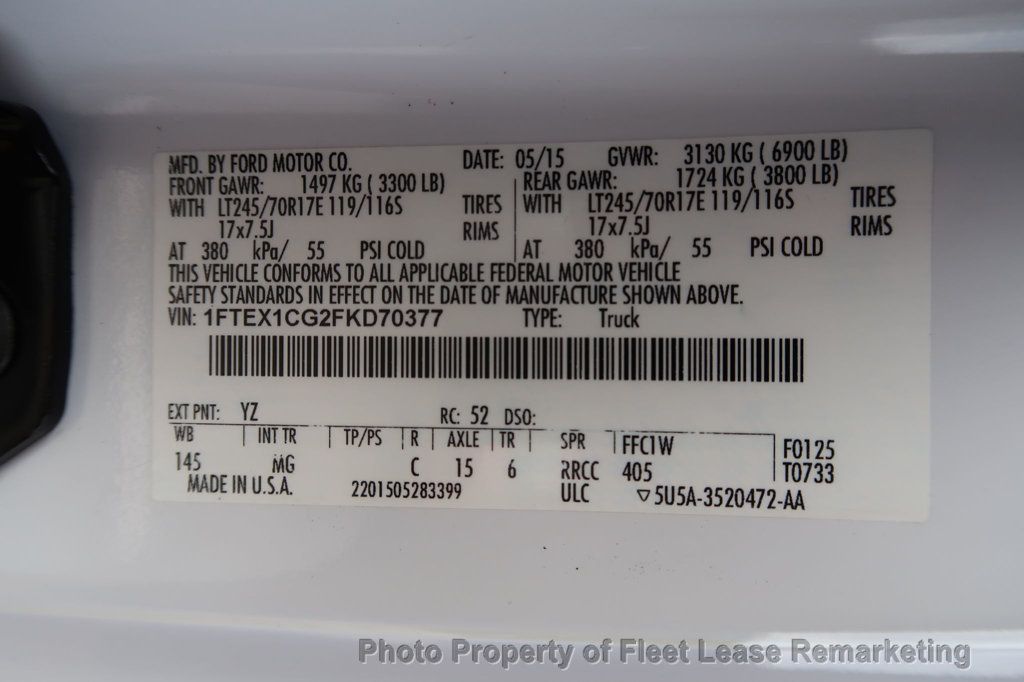 MFD. BY FORD MOTOR CO. DATE: 05/15 GVWR: 3130 KG ( 6900 LB)
FRONT GAWR: 1497 KG ( 3300 LB) REAR GAWR: 1724 KG ( 3800 LB)
WITH LT245/70R17E 119/116S TIRES WITH LT245/70R17E 119/116S TIRES
17x7.5J RIMS 17x7.5J RIMS
AT 380 kPa/ 55 PSI COLD AT 380 kPa/ 55 PSI COLD
THIS VEHICLE CONFORMS TO ALL APPLICABLE FEDERAL MOTOR VEHICLE
SAFETY STANDARDS IN EFFECT ON THE DATE OF MANUFACTURE SHOWN ABOVE.
VIN: 1FTEX1CG2FKD70377 TYPE: Truck
EXT PNT: YZ RC: 52 DSO:
WB INT TR TP/PS R AXLE TR SPR FFC1W F0125
145 MG C 15 6 RRCC 405 T0733
MADE IN U.S.A. 2201505283399 ULC ▽5U5A-3520472-AA
Photo Property of Fleet Lease Remarketing